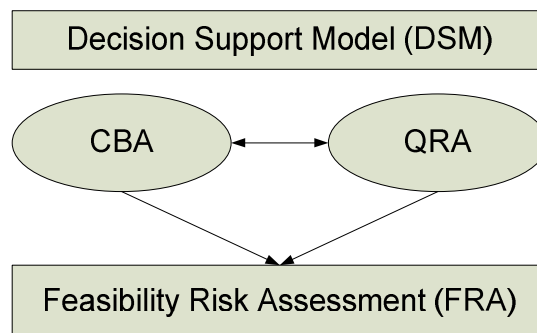 Decision Support Model (DSM)
CBA
QRA
Feasibility Risk Assessment (FRA)